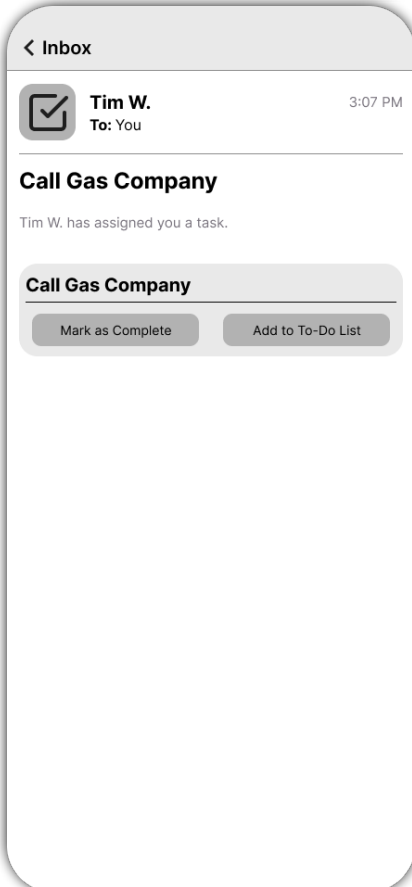 Inbox
Tim W.
3:07 PM
To: You
Call Gas Company
Tim W. has assigned you a task.
Call Gas Company
Mark as Complete
Add to To-Do List